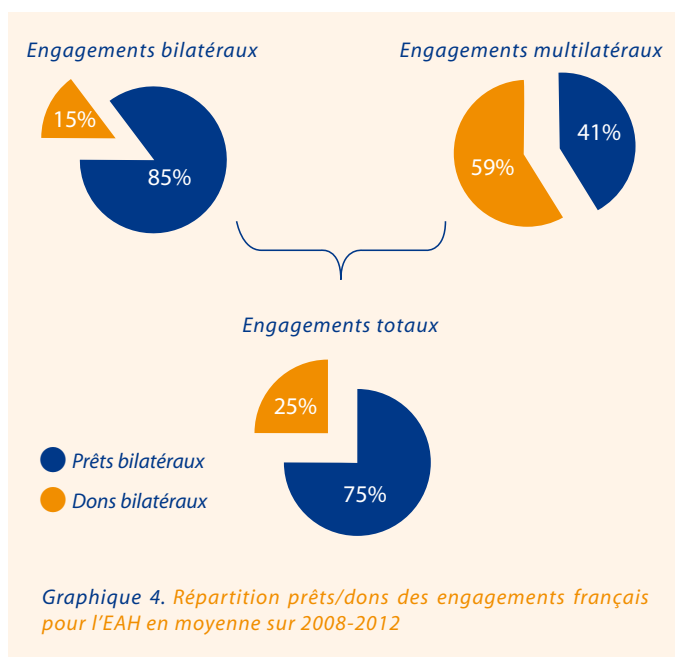 Engagements bilatéraux
Engagements multilatéraux
15%
85%
59%
41%
Engagements totaux
25%
75%
Prêts bilatéraux
Dons bilatéraux
Graphique 4. Répartition prêts/dons des engagements français
pour l'EAH en moyenne sur 2008-2012